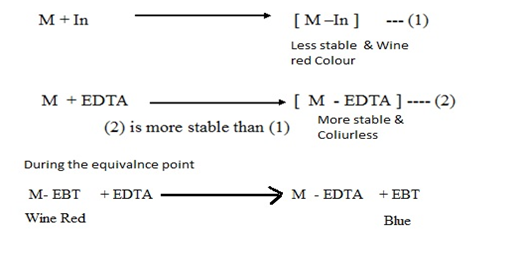 M + In [ M –In ] --- (1)
Less stable & Wine
red Colour
M + EDTA [ M - EDTA ] ---- (2)
(2) is more stable than (1) More stable &
Coliurless
During the equivalnce point
M- EBT + EDTA M - EDTA + EBT
Wine Red Blue